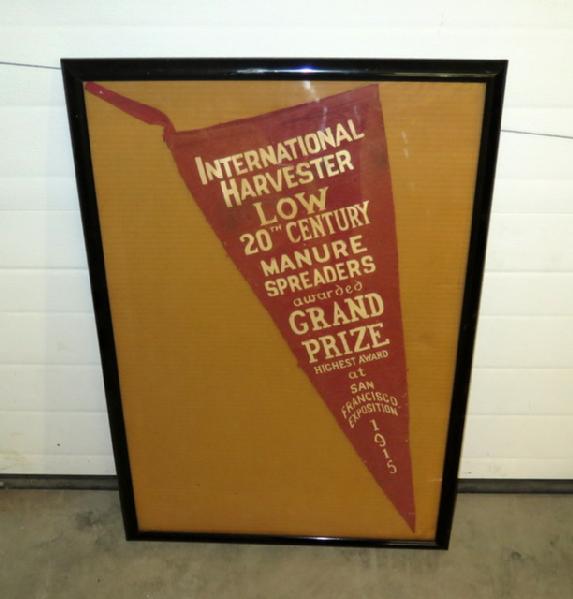 INTERNATIONAL
HARVESTER
LOW
20TH CENTURY
MANURE
SPREADERS
awarded
GRAND
PRIZE
HIGHEST AWARD
at
SAN
FRANCISCO
EXPOSITION
1915